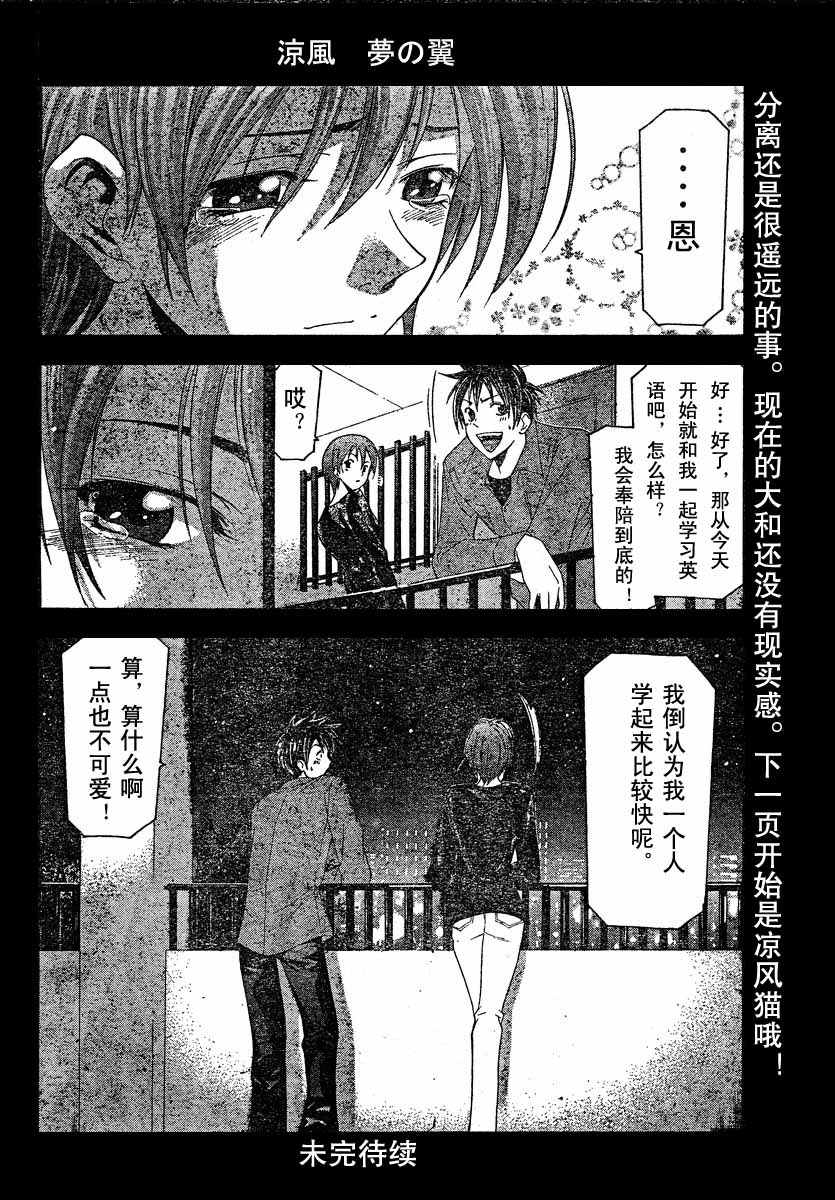 涼風　夢の翼
・・・・・恩
好…好了，那从今天
开始就和我一起学习英
语吧，怎么样？
我会奉陪到底的！
哎？
我倒认为我一个人
学起来比较快呢。
算，算什么啊
一点也不可爱！
分离还是很遥远的事。现在的大和还没有现实感。下一页开始是凉风猫哦！
未完待续